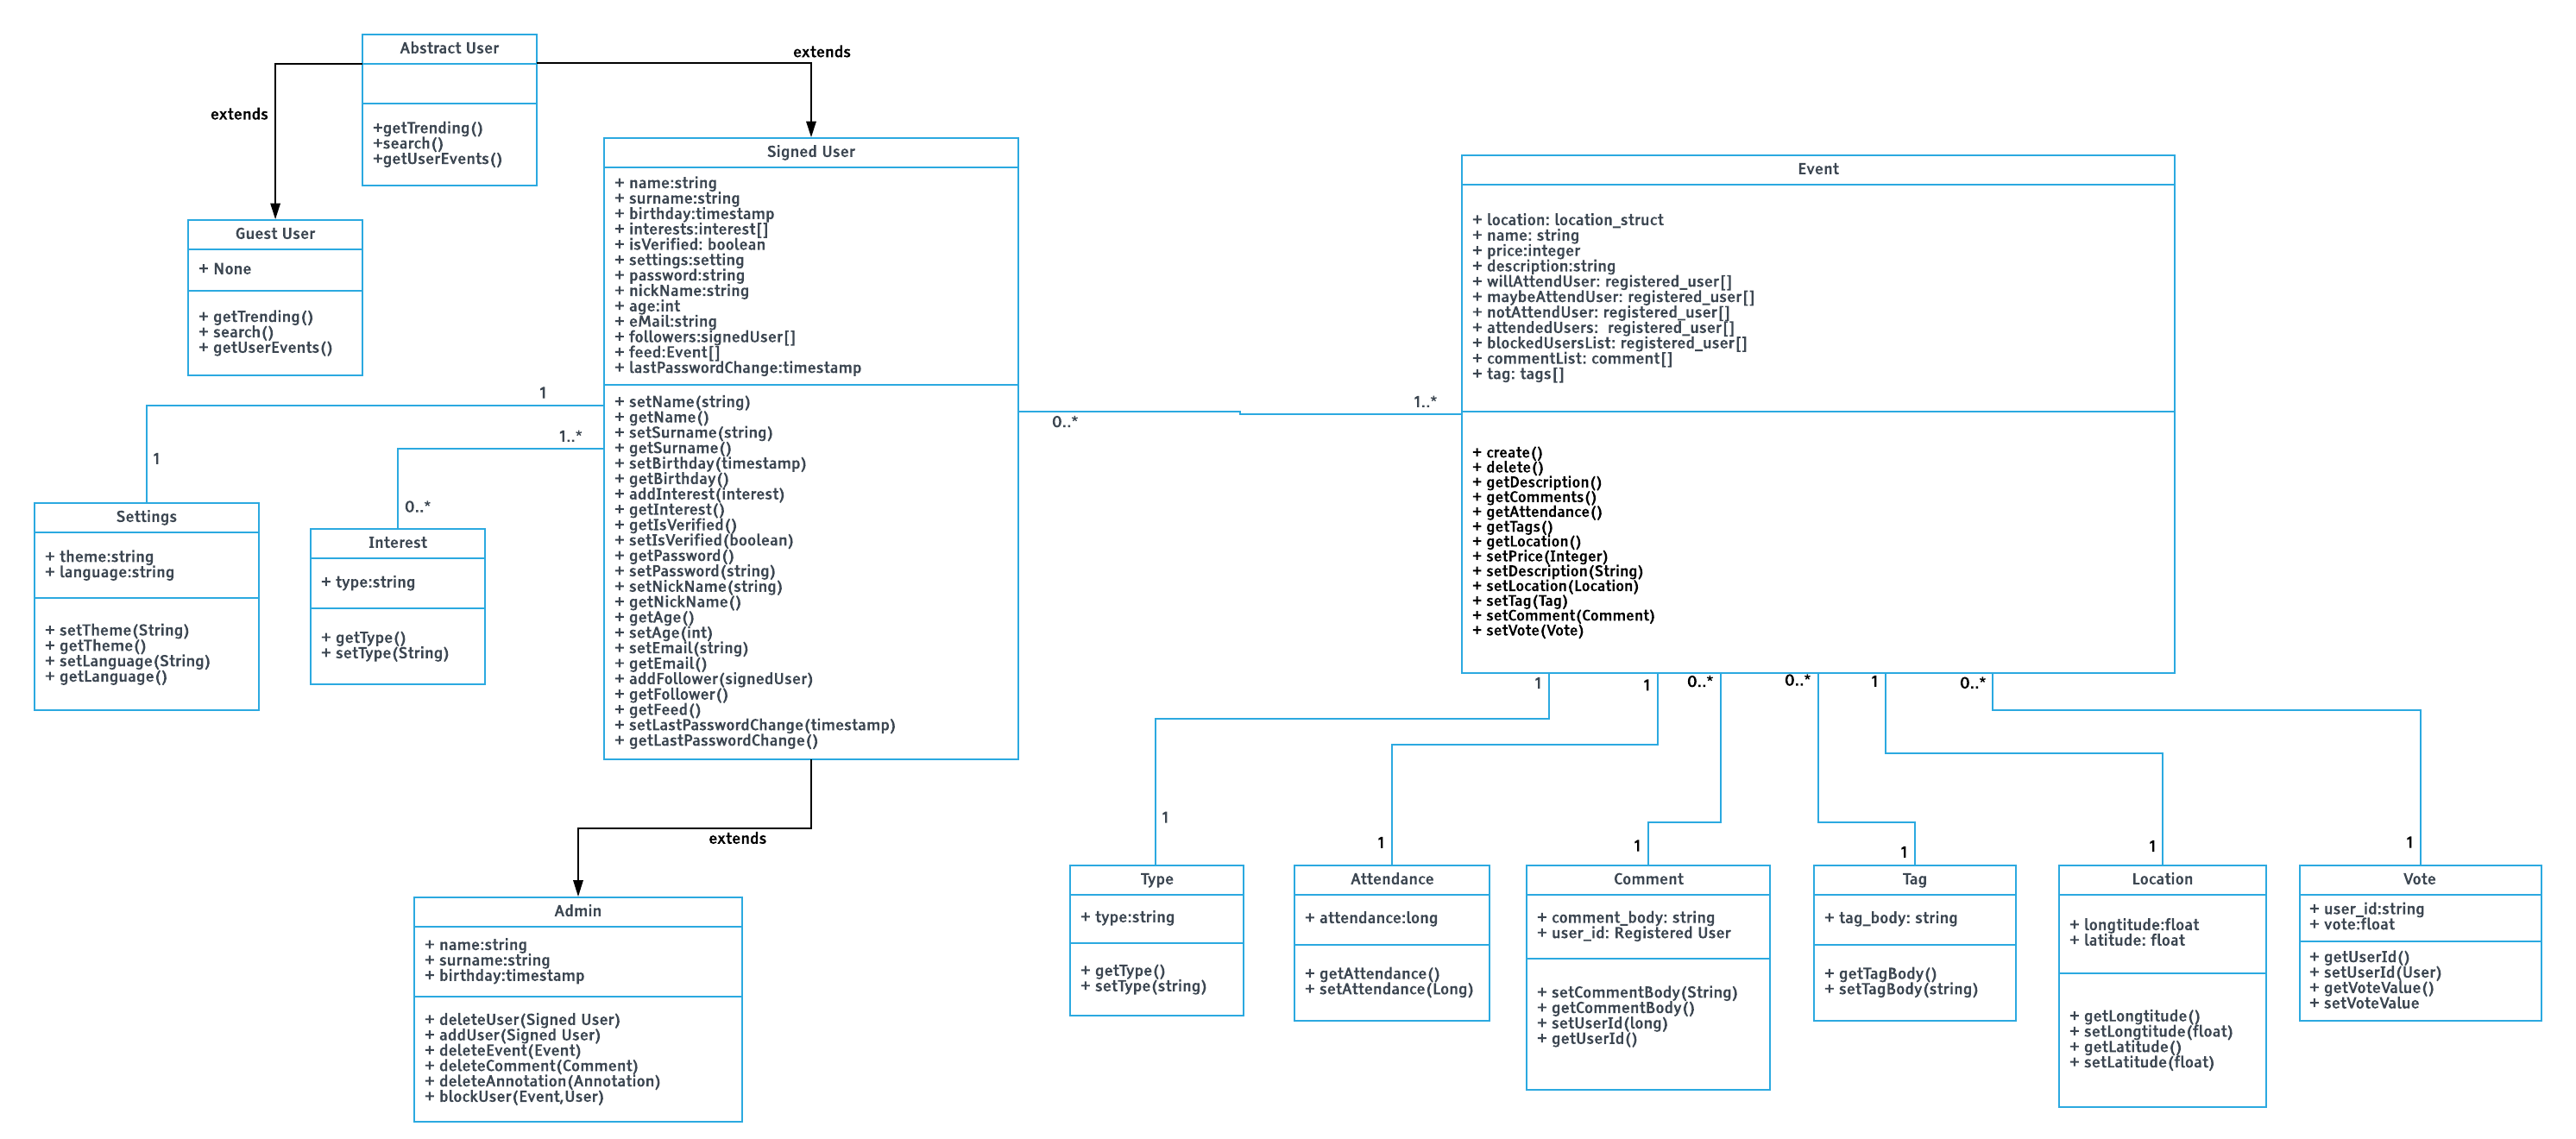 Abstract User
+getTrending()
+search()
+getUserEvents()
extends
extends
Guest User
+ None
+ getTrending()
+ search()
+ getUserEvents()
Signed User
+ name:string
+ surname:string
+ birthday:timestamp
+ interests:interest[]
+ isVerified: boolean
+ settings:setting
+ password:string
+ nickName:string
+ age:int
+ eMail:string
+ followers:signedUser[]
+ feed:Event[]
+ lastPasswordChange:timestamp
+ setName(string)
+ getName()
+ setSurname(string)
+ getSurname()
+ setBirthday(timestamp)
+ getBirthday()
+ addInterest(interest)
+ getInterest()
+ getIsVerified()
+ setIsVerified(boolean)
+ getPassword()
+ setPassword(string)
+ setNickName(string)
+ getNickName()
+ getAge()
+ setAge(int)
+ setEmail(string)
+ getEmail()
+ addFollower(signedUser)
+ getFollower()
+ getFeed()
+ setLastPasswordChange(timestamp)
+ getLastPasswordChange()
1
1
1..*
0..*
0..*
1..*
Settings
+ theme:string
+ language:string
+ setTheme(String)
+ getTheme()
+ setLanguage(String)
+ getLanguage()
Interest
+ type:string
+ getType()
+ setType(String)
extends
Admin
+ name:string
+ surname:string
+ birthday:timestamp
+ deleteUser(Signed User)
+ addUser(Signed User)
+ deleteEvent(Event)
+ deleteComment(Comment)
+ deleteAnnotation(Annotation)
+ blockUser(Event,User)
Event
+ location: location_struct
+ name: string
+ price:integer
+ description:string
+ willAttendUser: registered_user[]
+ maybeAttendUser: registered_user[]
+ notAttendUser: registered_user[]
+ attendedUsers:  registered_user[]
+ blockedUsersList: registered_user[]
+ commentList: comment[]
+ tag: tags[]
+ create()
+ delete()
+ getDescription()
+ getComments()
+ getAttendance()
+ getTags()
+ getLocation()
+ setPrice(Integer)
+ setDescription(String)
+ setLocation(Location)
+ setTag(Tag)
+ setComment(Comment)
+ setVote(Vote)
1
1
0..*
0..*
1
0..*
1
1
1
1
1
1
Type
+ type:string
+ getType()
+ setType(string)
Attendance
+ attendance:long
+ getAttendance()
+ setAttendance(Long)
Comment
+ comment_body: string
+ user_id: Registered User
+ setCommentBody(String)
+ getCommentBody()
+ setUserId(long)
+ getUserId()
Tag
+ tag_body: string
+ getTagBody()
+ setTagBody(string)
Location
+ longtitude:float
+ latitude: float
+ getLongtitude()
+ setLongtitude(float)
+ getLatitude()
+ setLatitude(float)
Vote
+ user_id:string
+ vote:float
+ getUserId()
+ setUserId(User)
+ getVoteValue()
+ setVoteValue